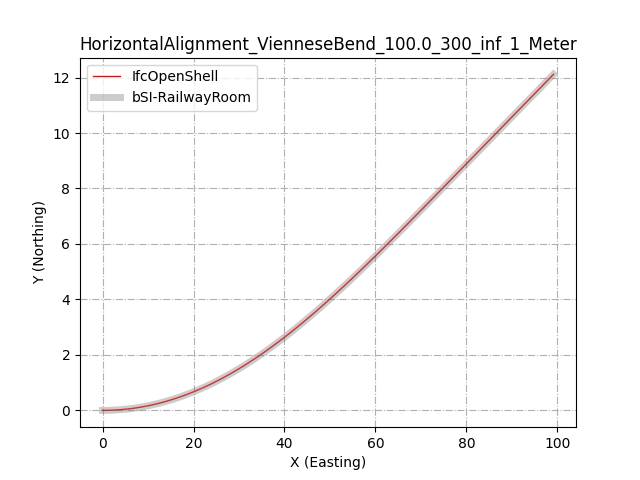 HorizontalAlignment_VienneseBend_100.0_300_inf_1_Meter
IfcOpenShell
bSI-RailwayRoom
12
10
8
6
4
2
0
Y (Northing)
0 20 40 60 80 100
X (Easting)